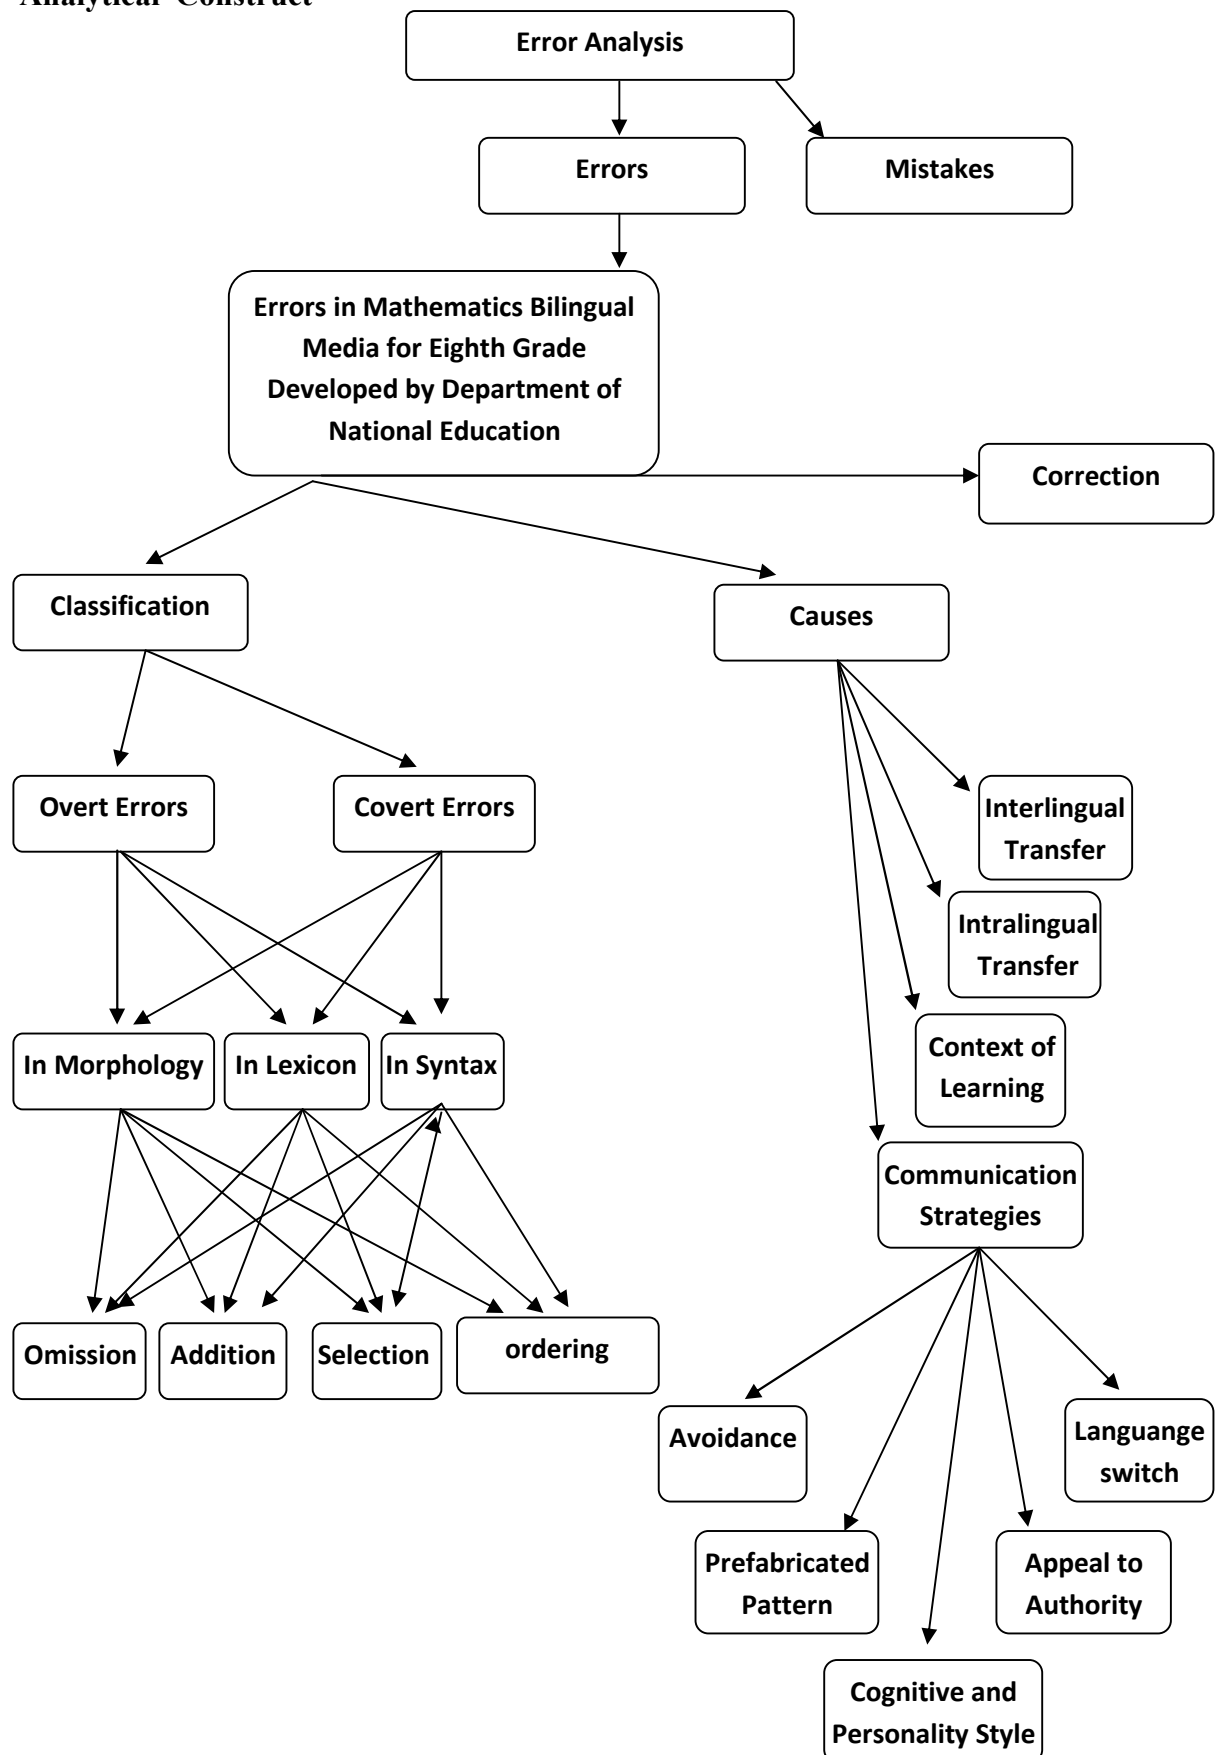 Analytical Construct
Error Analysis
Errors
Mistakes
Errors in Mathematics Bilingual
Media for Eighth Grade
Developed by Department of
National Education
Correction
Classification
Causes
Overt Errors
Covert Errors
Interlingual
Transfer
Intralingual
Transfer
Context of
Learning
In Morphology
In Lexicon
In Syntax
Communication
Strategies
Omission
Addition
Selection
ordering
Avoidance
Languange
switch
Prefabricated
Pattern
Appeal to
Authority
Cognitive and
Personality Style